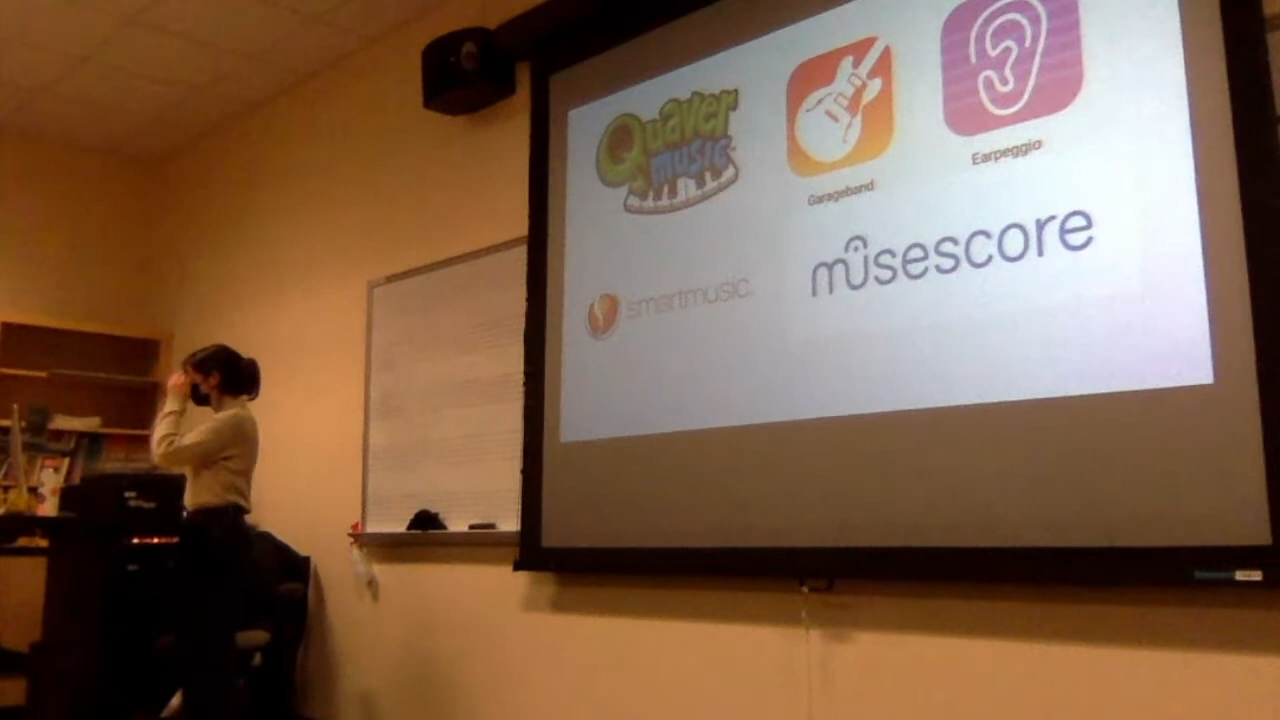 Quaver
music
Garageband
Earpeggio
smartmusic
musescore